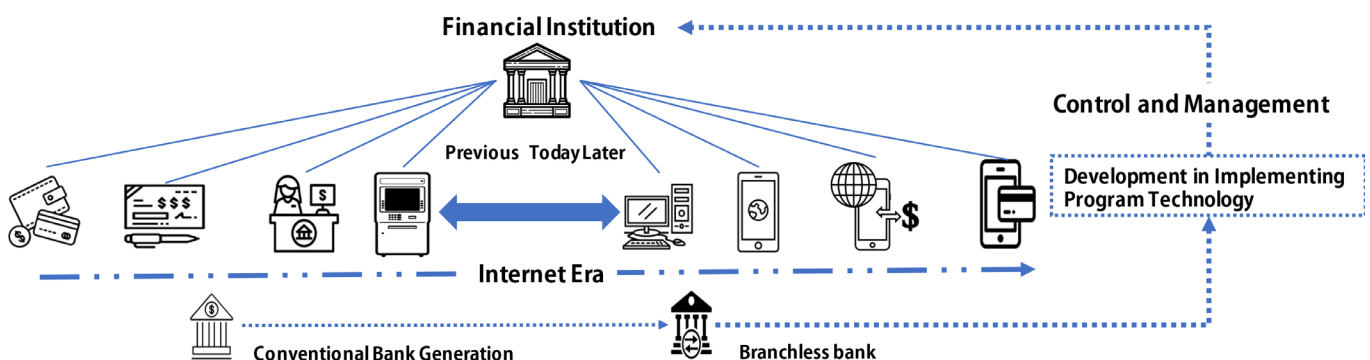 Financial Institution
Control and Management
Previous Today Later
Development in Implementing
Program Technology
$ $ $
$
$
$
$
Internet Era
$
Conventional Bank Generation
Branchless bank